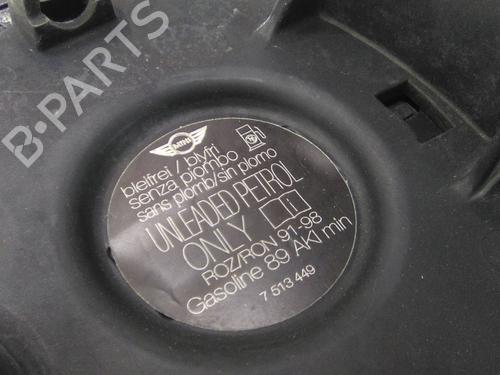 B-PARTS
MINI
bleifrei / blyfri
senza piombo
sans plomb/sin plomo
UNLEADED PETROL
ONLY
ROZ/RON 91-98
Gasoline 89 AKI min
7 513 449